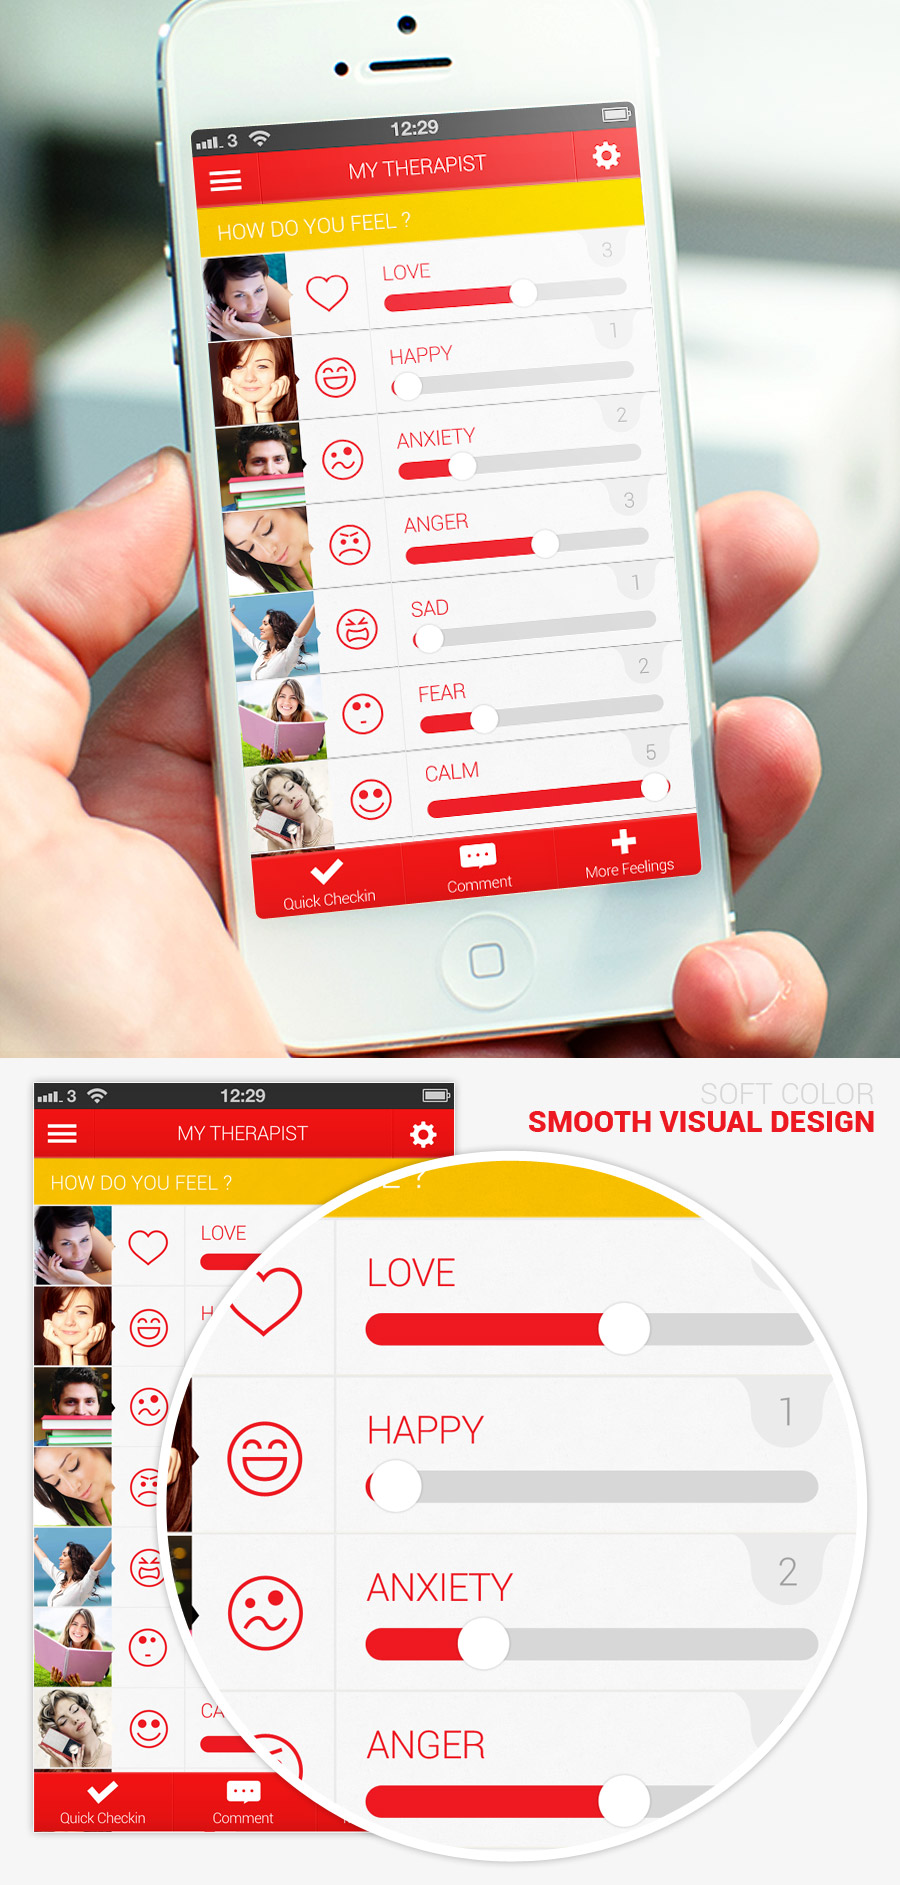 3 12:29
MY THERAPIST
HOW DO YOU FEEL ?
3
LOVE
1
HAPPY
2
ANXIETY
3
ANGER
1
SAD
2
FEAR
5
CALM
Quick Checkin
Comment
More Feelings
SOFT COLOR
SMOOTH VISUAL DESIGN
3 12:29
MY THERAPIST
HOW DO YOU FEEL ?
LOVE
H
CA
Quick Checkin
Comment
?
LOVE
1
HAPPY
2
ANXIETY
ANGER